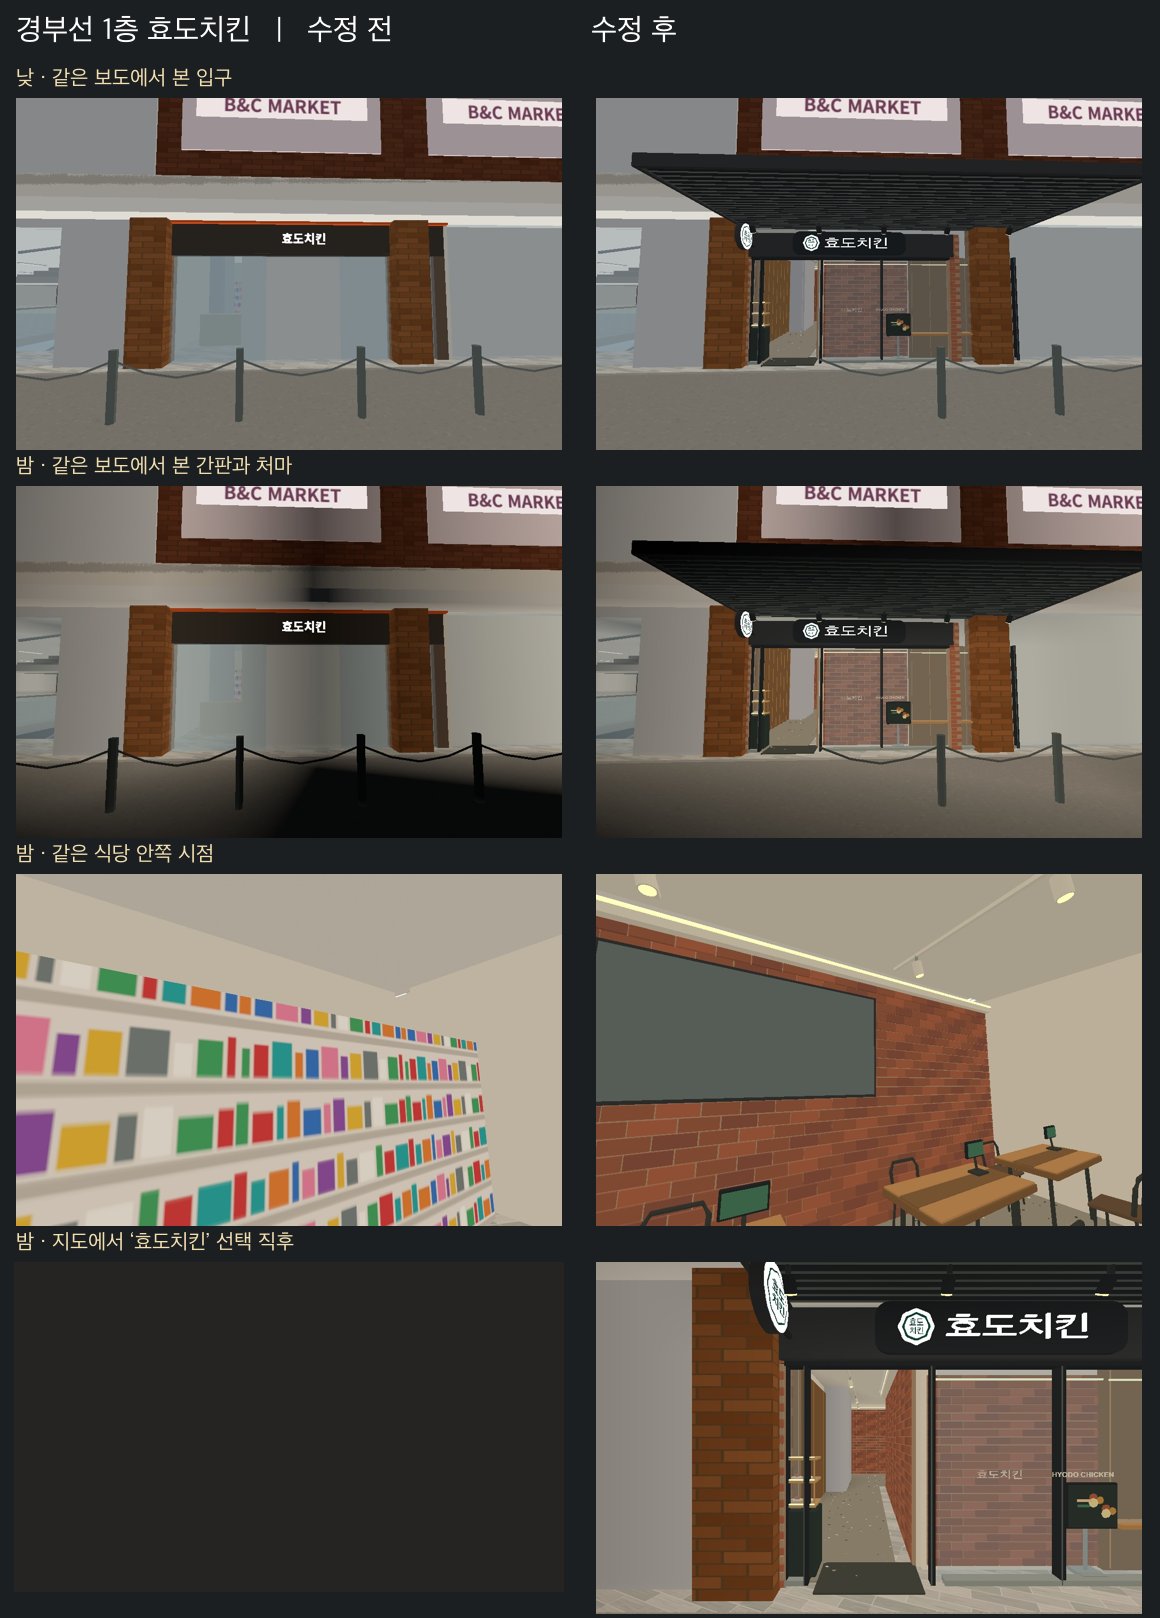 경부선 1층 효도치킨 | 수정 전
수정 후
낮 · 같은 보도에서 본 입구
B&C MARKET
B&C MARKE
효도치킨
B&C MARKET
B&C MARKE
효도치킨
밤 · 같은 보도에서 본 간판과 처마
B&C MARKET
B&C MARKE
효도치킨
B&C MARKET
B&C MARKE
효도치킨
밤 · 같은 식당 안쪽 시점
밤 · 지도에서 ‘효도치킨’ 선택 직후
효도
치킨
효도치킨
효도치킨
HYODO CHICKEN